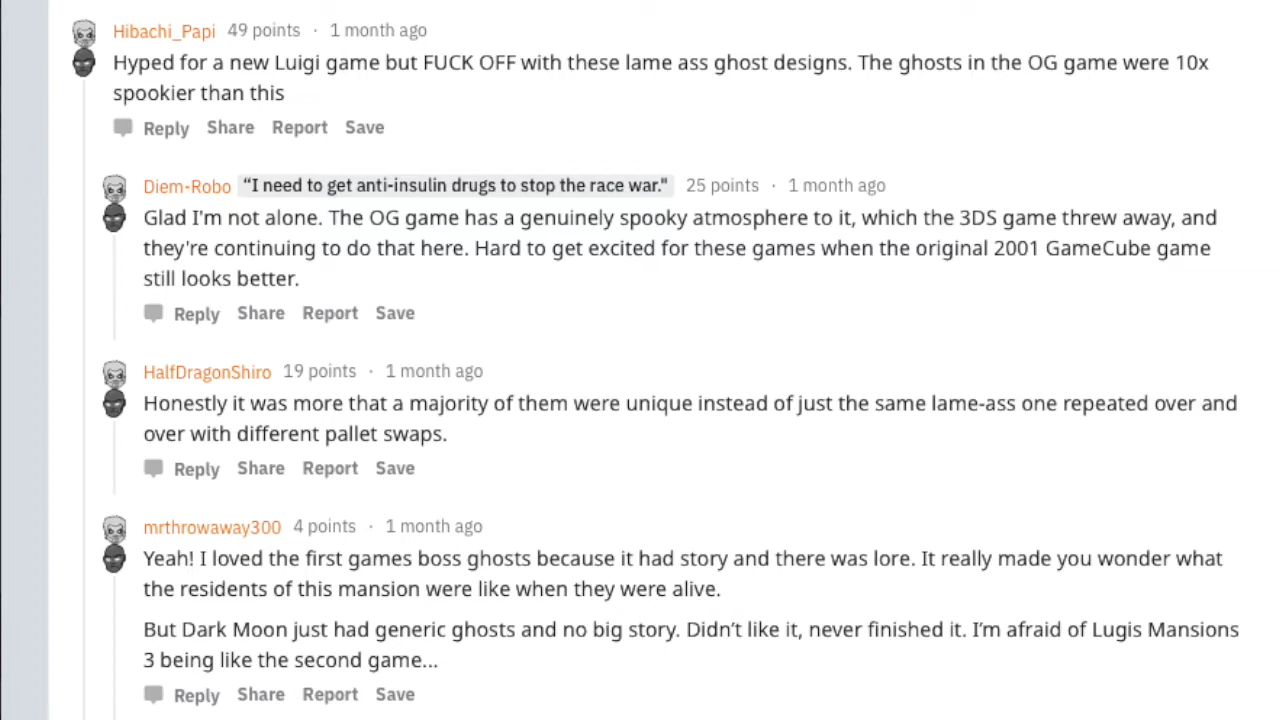 Hibachi_Papi 49 points · 1 month ago
Hyped for a new Luigi game but FUCK OFF with these lame ass ghost designs. The ghosts in the OG game were 10x
spookier than this
Reply Share Report Save
Diem-Robo “I need to get anti-insulin drugs to stop the race war." 25 points · 1 month ago
Glad I'm not alone. The OG game has a genuinely spooky atmosphere to it, which the 3DS game threw away, and
they're continuing to do that here. Hard to get excited for these games when the original 2001 GameCube game
still looks better.
Reply Share Report Save
HalfDragonShiro 19 points · 1 month ago
Honestly it was more that a majority of them were unique instead of just the same lame-ass one repeated over and
over with different pallet swaps.
Reply Share Report Save
mrthrowaway300 4 points · 1 month ago
Yeah! I loved the first games boss ghosts because it had story and there was lore. It really made you wonder what
the residents of this mansion were like when they were alive.
But Dark Moon just had generic ghosts and no big story. Didn’t like it, never finished it. I’m afraid of Lugis Mansions
3 being like the second game...
Reply Share Report Save